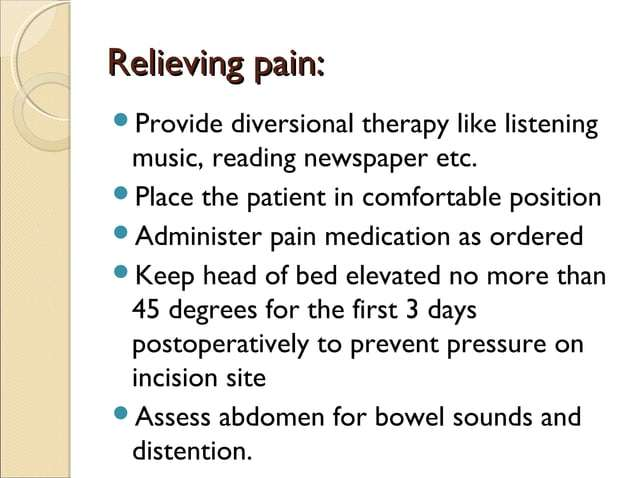 Relieving pain:
Provide diversional therapy like listening
music, reading newspaper etc.
Place the patient in comfortable position
Administer pain medication as ordered
Keep head of bed elevated no more than
45 degrees for the first 3 days
postoperatively to prevent pressure on
incision site
Assess abdomen for bowel sounds and
distention.